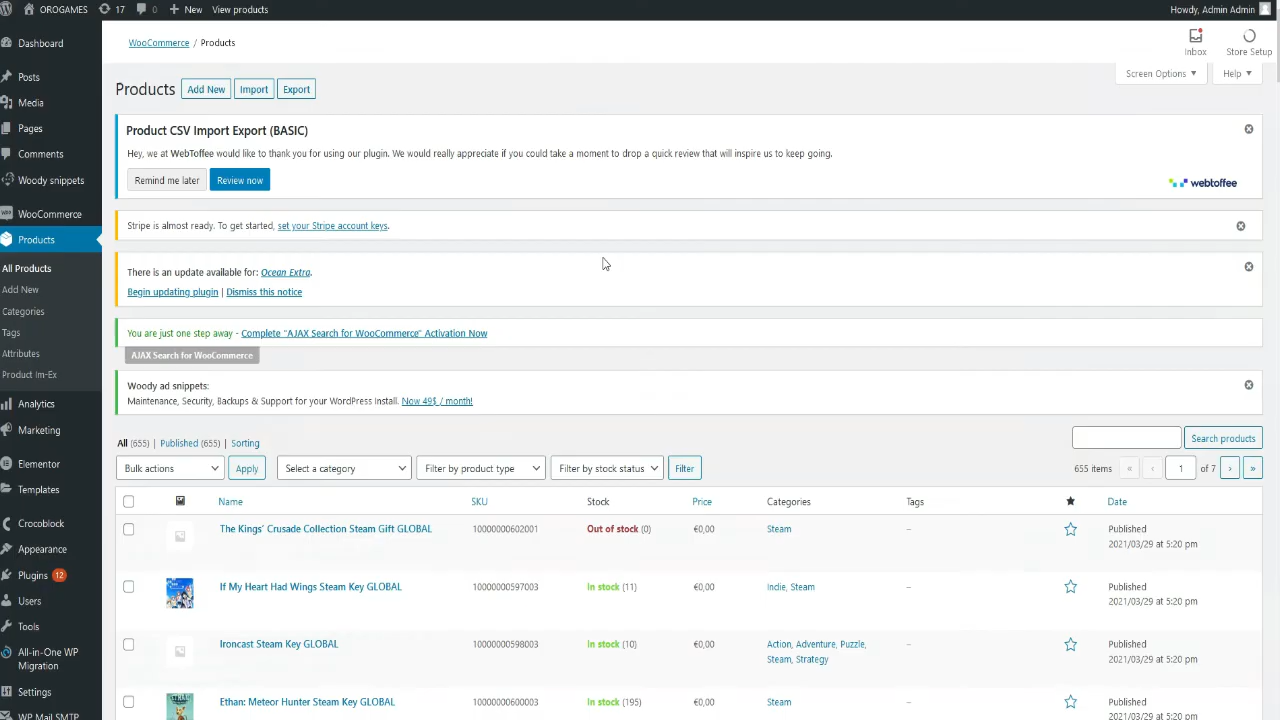 OROGAMES 17 0 New View products Howdy, Admin Admin
Dashboard
Posts
Media
Pages
Comments
Woody snippets
WooCommerce
Products
All Products
Add New
Categories
Tags
Attributes
Product Im-Ex
Analytics
Marketing
Elementor
Templates
Crocoblock
Appearance
Plugins 12
Users
Tools
All-in-One WP
Migration
Settings
WP Mail SMTP
WooCommerce / Products
Inbox
Store Setup
Screen Options ▼
Help ▼
Products Add New Import Export
Product CSV Import Export (BASIC)
Hey, we at WebToffee would like to thank you for using our plugin. We would really appreciate if you could take a moment to drop a quick review that will inspire us to keep going.
Remind me later Review now
webtoffee
Stripe is almost ready. To get started, set your Stripe account keys.
There is an update available for: Ocean Extra.
Begin updating plugin | Dismiss this notice
You are just one step away - Complete "AJAX Search for WooCommerce" Activation Now
AJAX Search for WooCommerce
Woody ad snippets:
Maintenance, Security, Backups & Support for your WordPress install. Now 49$ / month!
All (655) | Published (655) | Sorting
Search products
Bulk actions Apply Select a category Filter by product type Filter by stock status Filter
655 items « ‹ 1 of 7 › »
Name SKU Stock Price Categories Tags ★ Date
The Kings' Crusade Collection Steam Gift GLOBAL 10000000602001 Out of stock (0) €0,00 Steam – Published
2021/03/29 at 5:20 pm
If My Heart Had Wings Steam Key GLOBAL 10000000597003 In stock (11) €0,00 Indie, Steam – Published
2021/03/29 at 5:20 pm
Ironcast Steam Key GLOBAL 10000000598003 In stock (10) €0,00 Action, Adventure, Puzzle, – Published
Steam, Strategy 2021/03/29 at 5:20 pm
Ethan: Meteor Hunter Steam Key GLOBAL 10000000600003 In stock (195) €0,00 Steam – Published